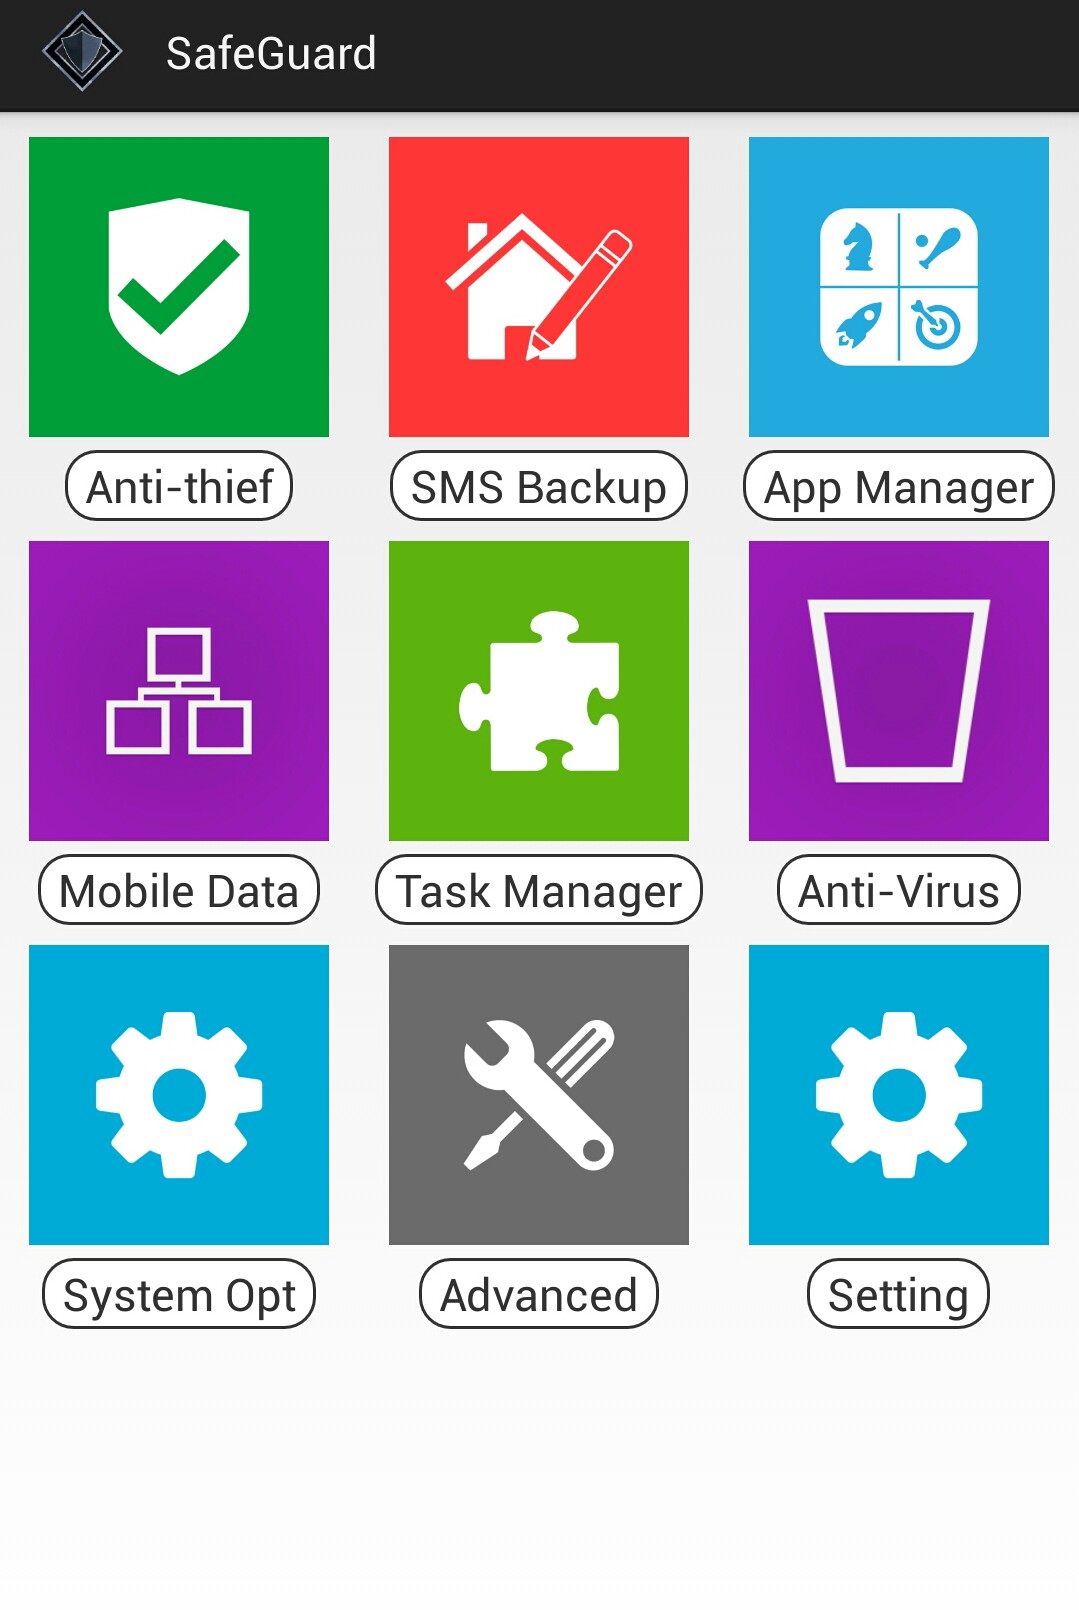 SafeGuard
Anti-thief
SMS Backup
App Manager
Mobile Data
Task Manager
Anti-Virus
System Opt
Advanced
Setting